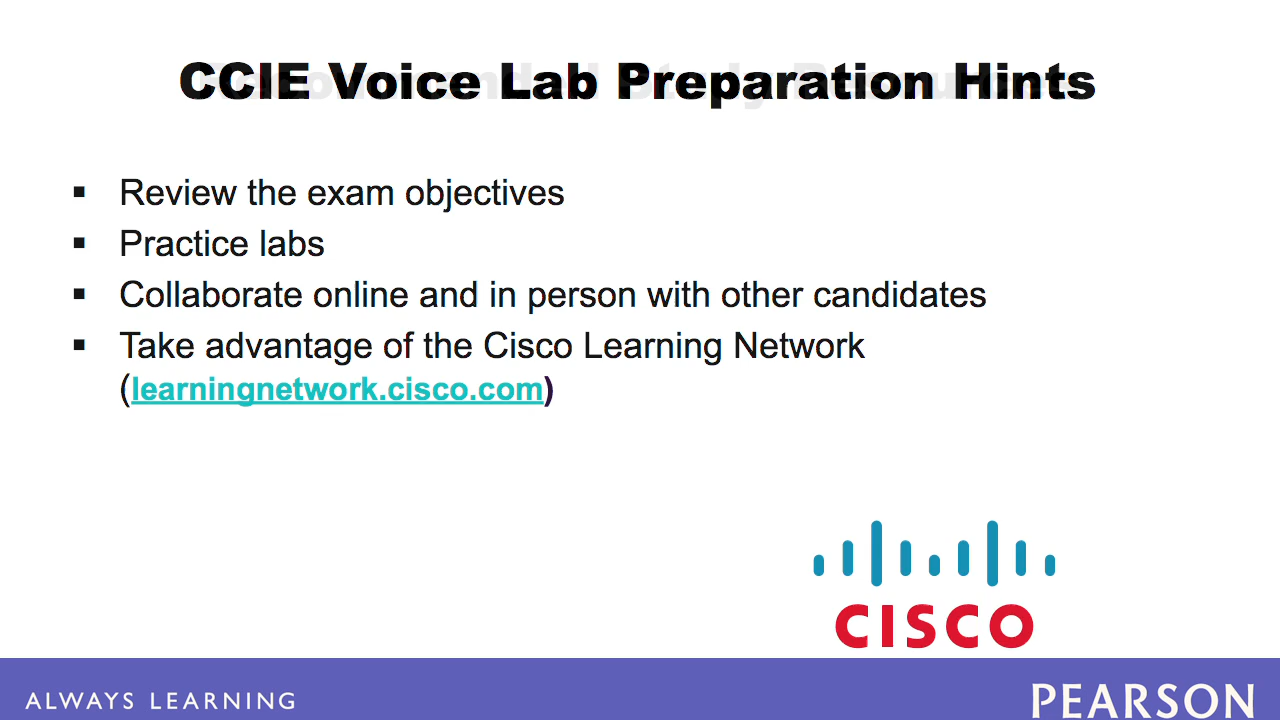 CCIE Voice Lab Preparation Hints
▪ Review the exam objectives
▪ Practice labs
▪ Collaborate online and in person with other candidates
▪ Take advantage of the Cisco Learning Network
(learningnetwork.cisco.com)
CISCO
ALWAYS LEARNING
PEARSON